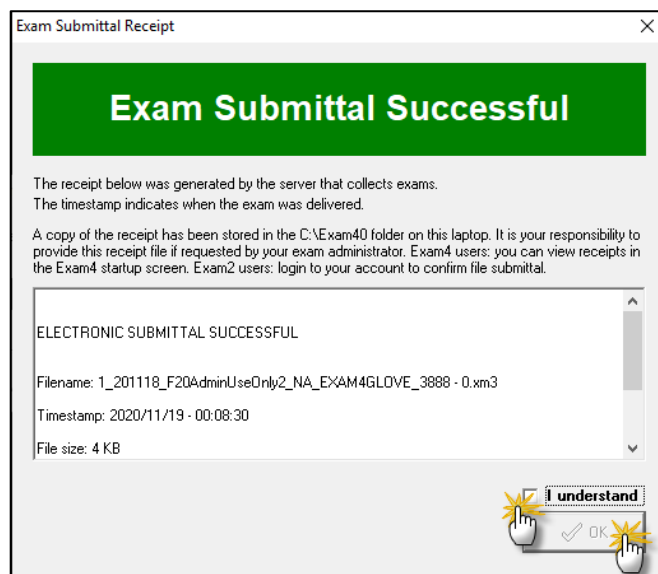 Exam Submittal Receipt
Exam Submittal Successful
The receipt below was generated by the server that collects exams.
The timestamp indicates when the exam was delivered.
A copy of the receipt has been stored in the C:\Exam40 folder on this laptop. It is your responsibility to
provide this receipt file if requested by your exam administrator. Exam4 users: you can view receipts in
the Exam4 startup screen. Exam2 users: login to your account to confirm file submittal.
ELECTRONIC SUBMITTAL SUCCESSFUL
Filename: 1_201118_F20AdminUseOnly2_NA_EXAM4GLOVE_3888 - 0.xm3
Timestamp: 2020/11/19 - 00:08:30
File size: 4 KB
I understand
OK